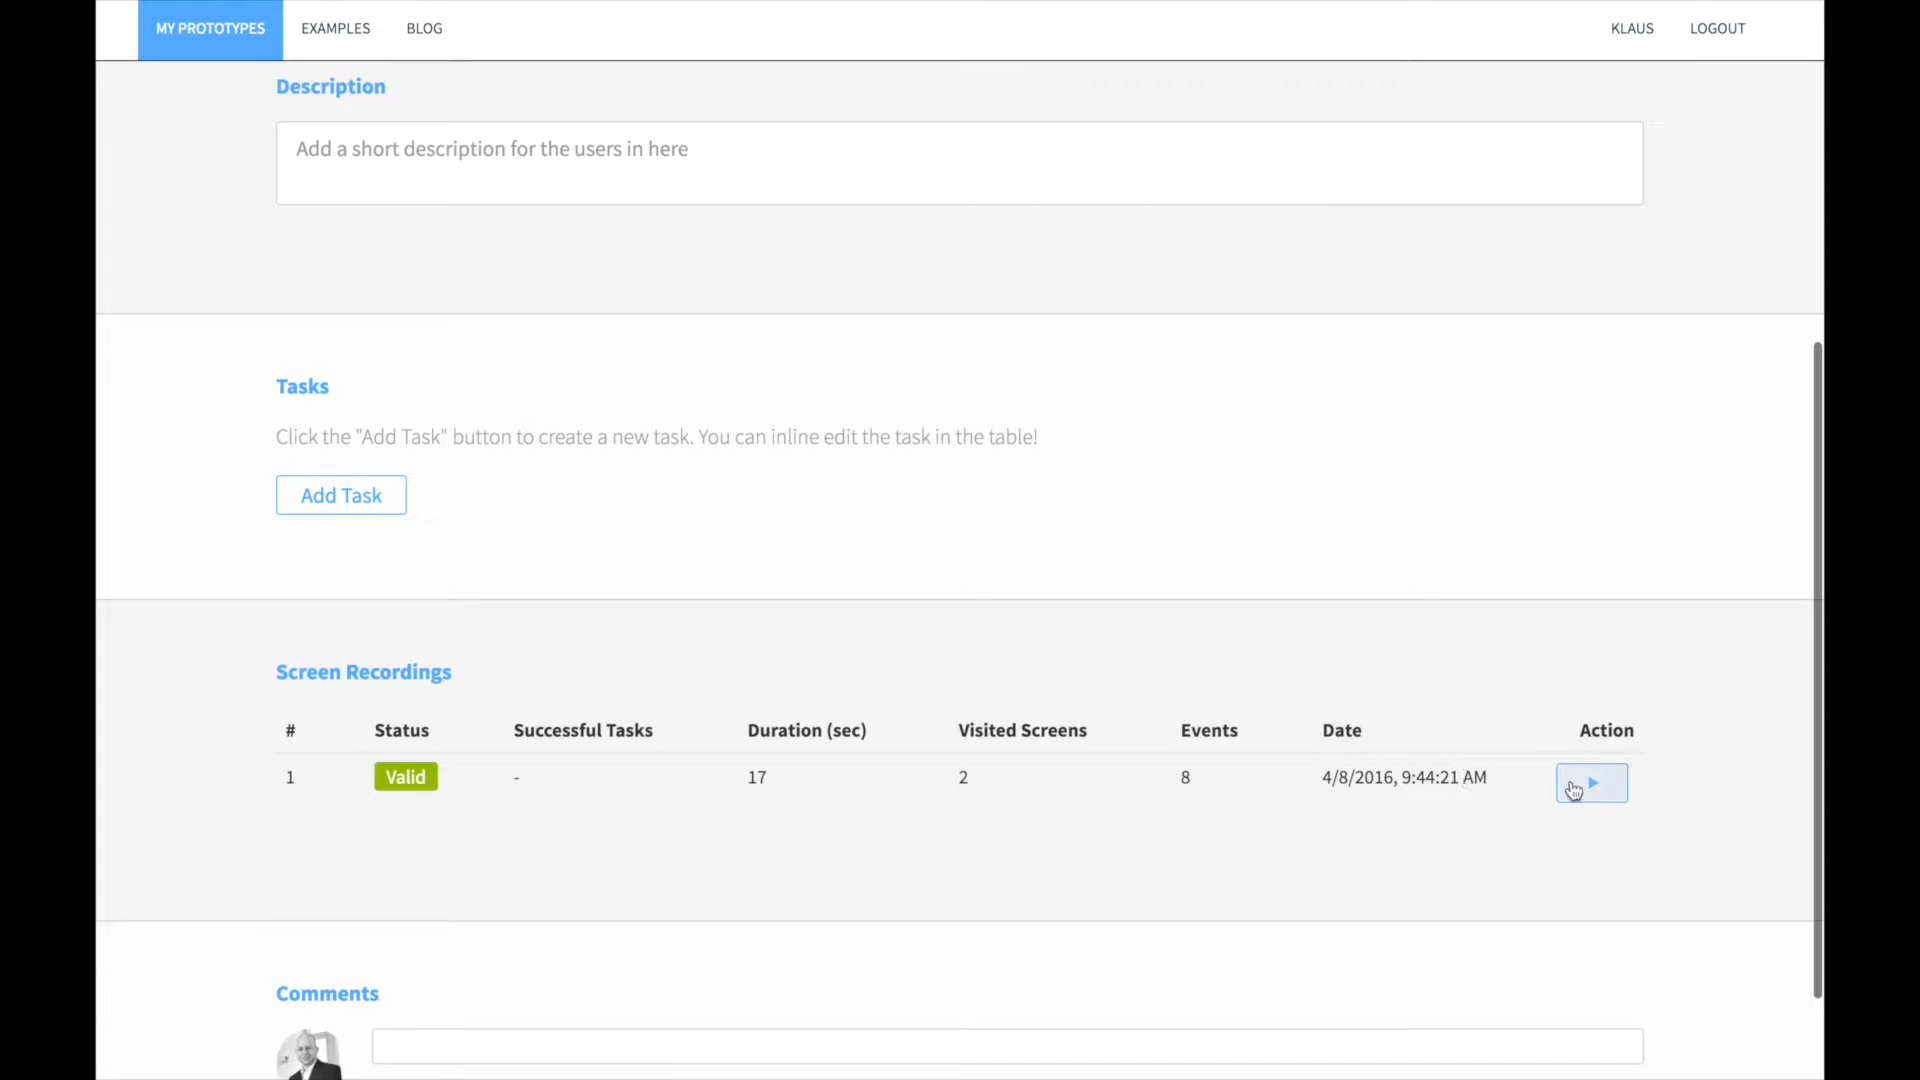 MY PROTOTYPES EXAMPLES BLOG KLAUS LOGOUT
Description
Add a short description for the users in here
Tasks
Click the "Add Task" button to create a new task. You can inline edit the task in the table!
Add Task
Screen Recordings
# Status Successful Tasks Duration (sec) Visited Screens Events Date Action
1 Valid - 17 2 8 4/8/2016, 9:44:21 AM
Comments